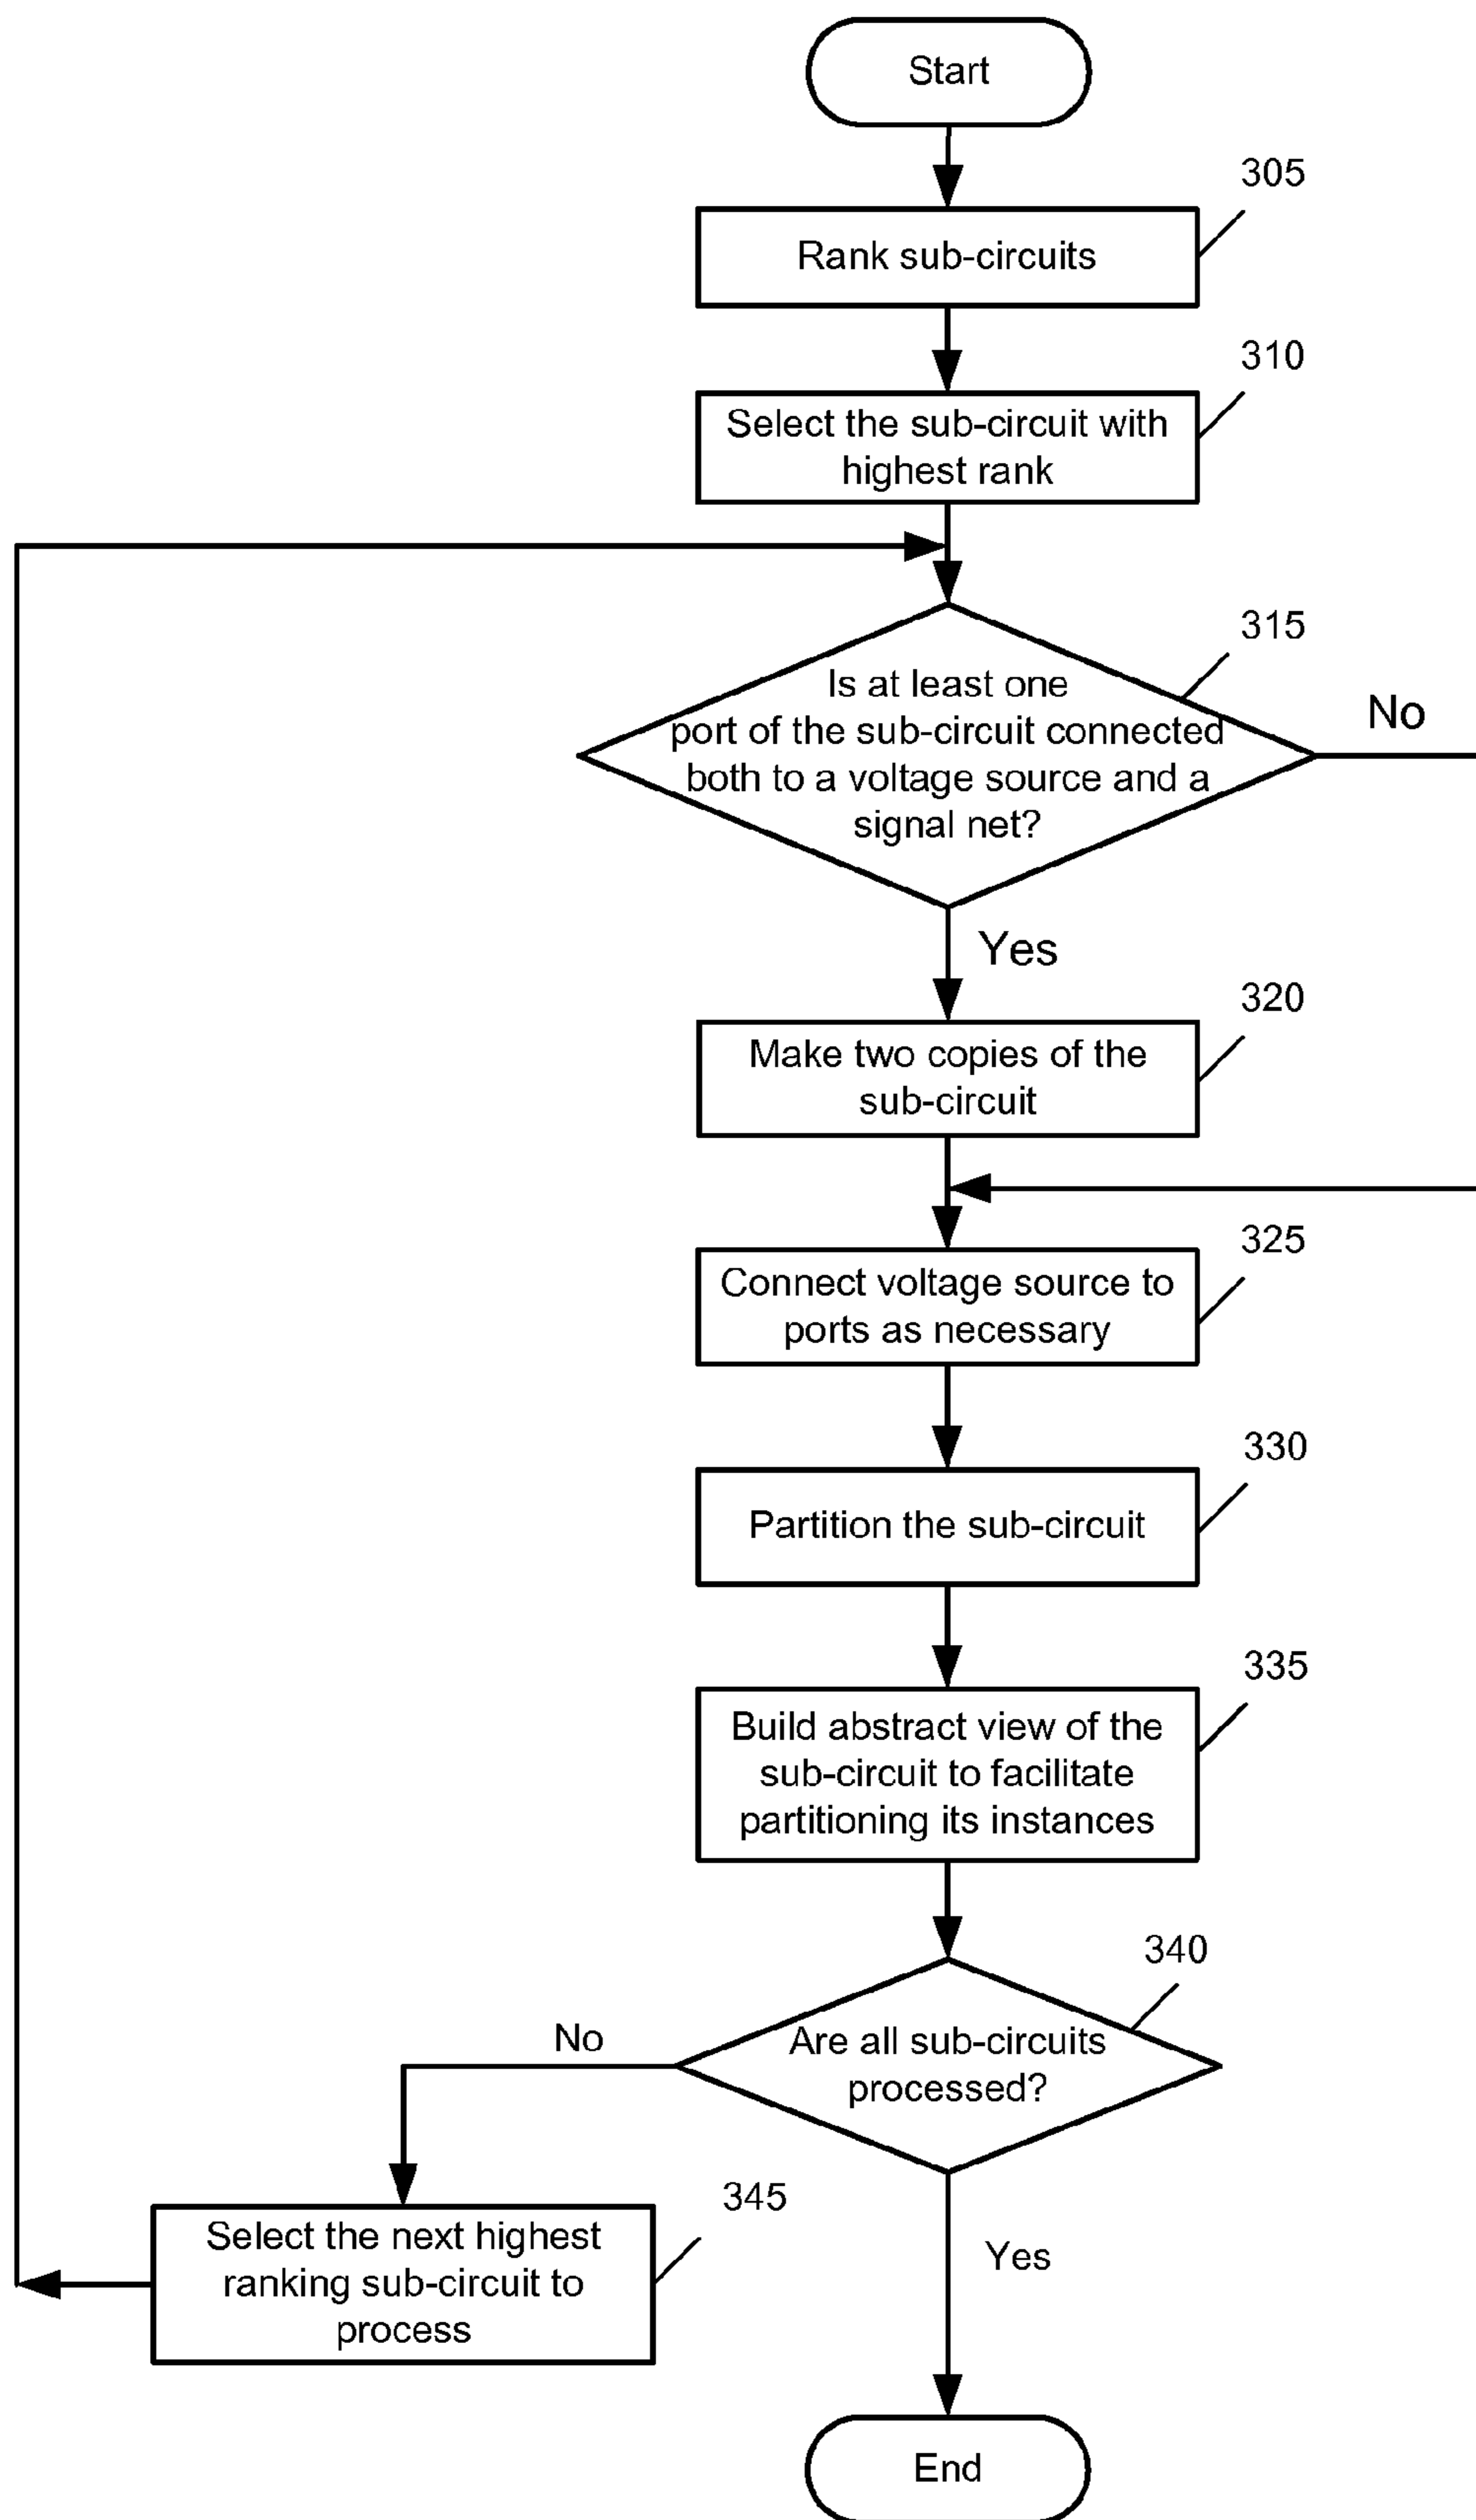 Start
305
Rank sub-circuits
310
Select the sub-circuit with
highest rank
315
Is at least one
port of the sub-circuit connected
both to a voltage source and a
signal net?
No
Yes
320
Make two copies of the
sub-circuit
325
Connect voltage source to
ports as necessary
330
Partition the sub-circuit
335
Build abstract view of the
sub-circuit to facilitate
partitioning its instances
340
Are all sub-circuits
processed?
No
345
Select the next highest
ranking sub-circuit to
process
Yes
End